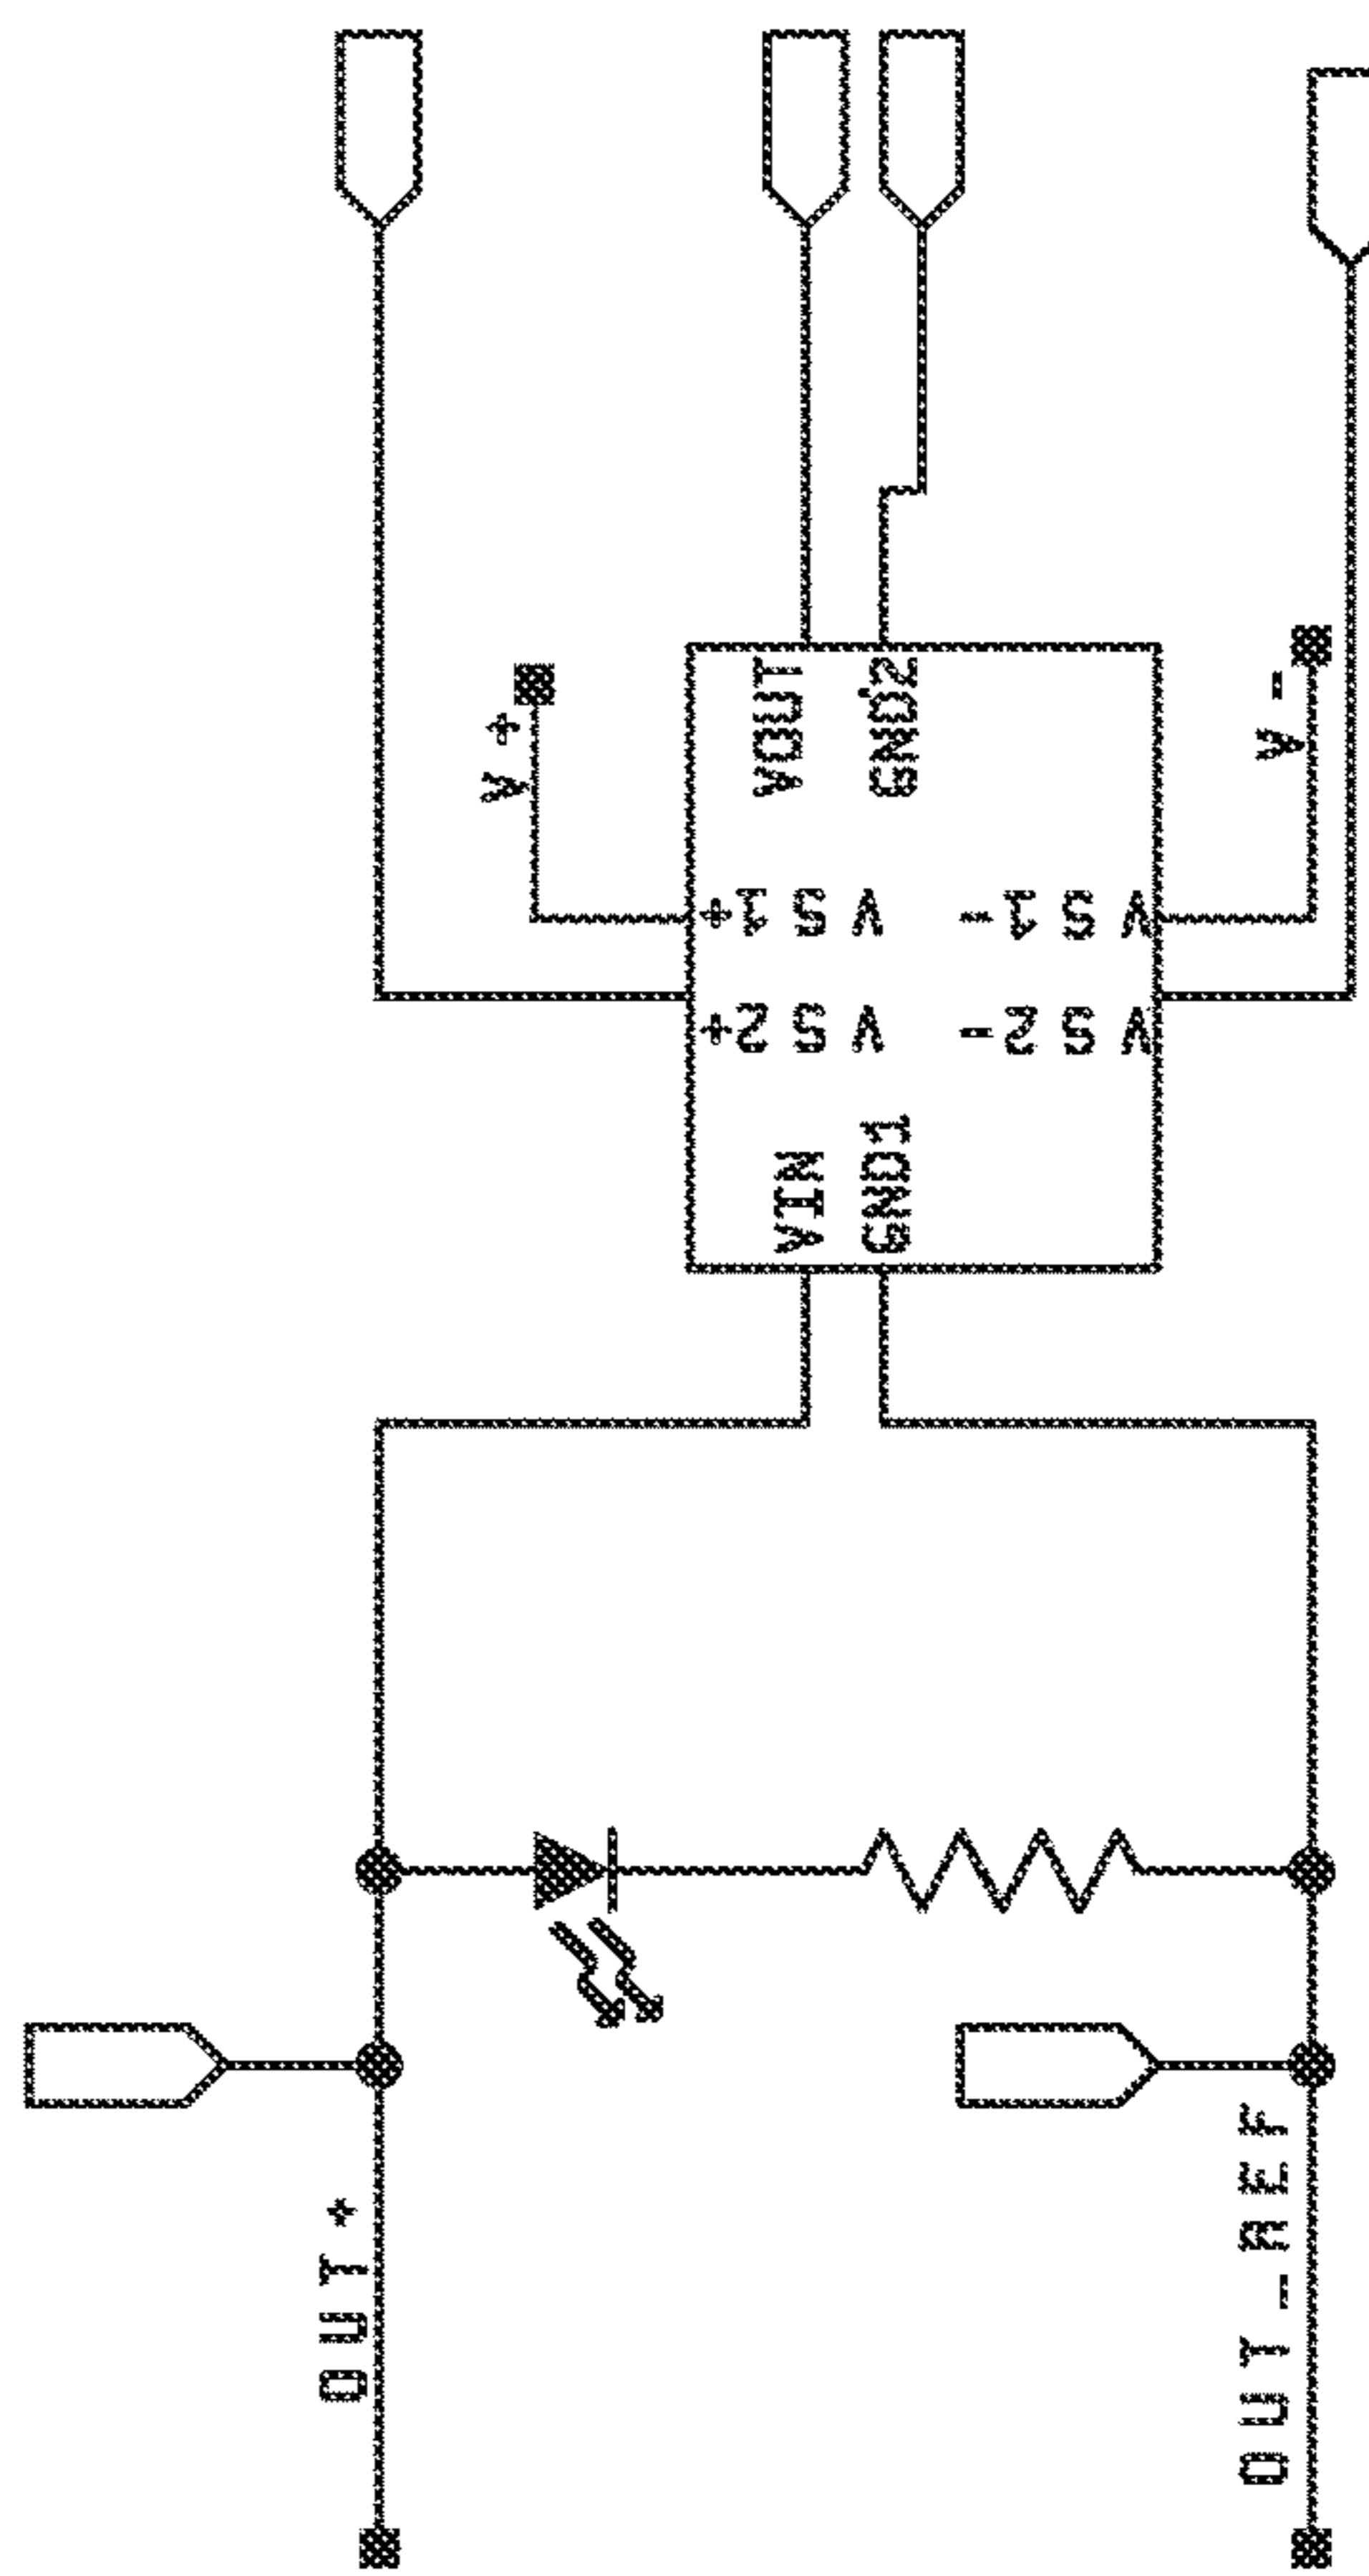 V+
VOUT
GND2
V-
VS1+
VS1-
VS2+
VS2-
VIN
GND1
OUT+
OUT_REF